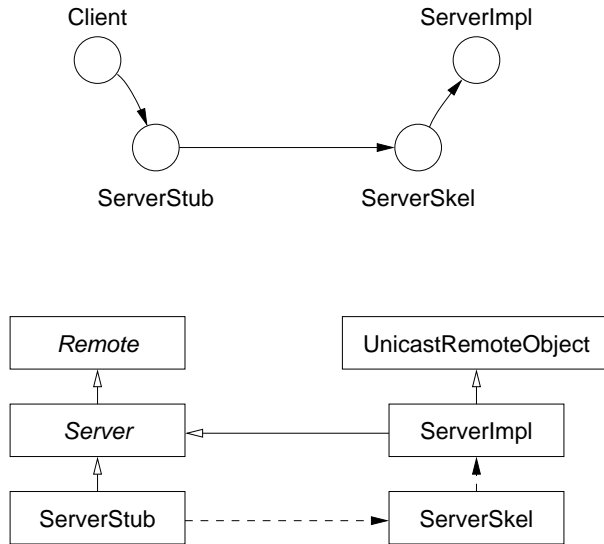 Client
ServerImpl
ServerStub
ServerSkel
Remote
UnicastRemoteObject
Server
ServerImpl
ServerStub
ServerSkel